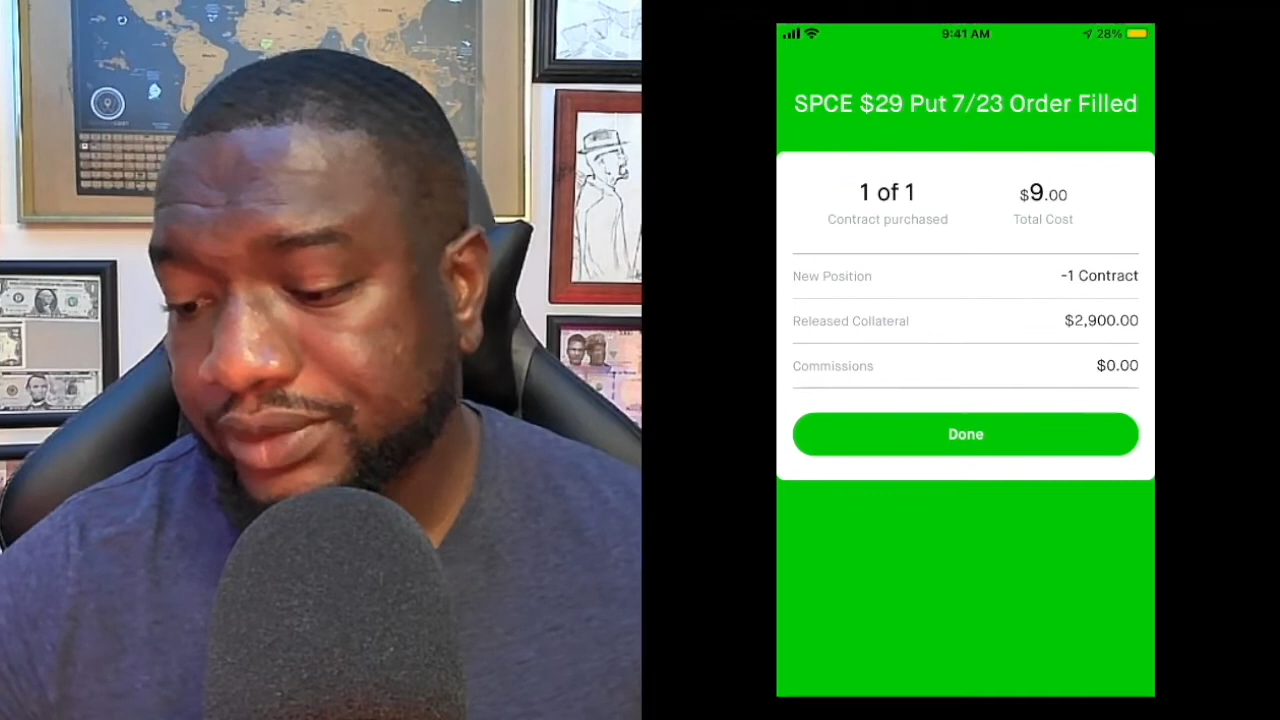 9:41 AM
28%
SPCE $29 Put 7/23 Order Filled
1 of 1
$9.00
Contract purchased
Total Cost
New Position
-1 Contract
Released Collateral
$2,900.00
Commissions
$0.00
Done